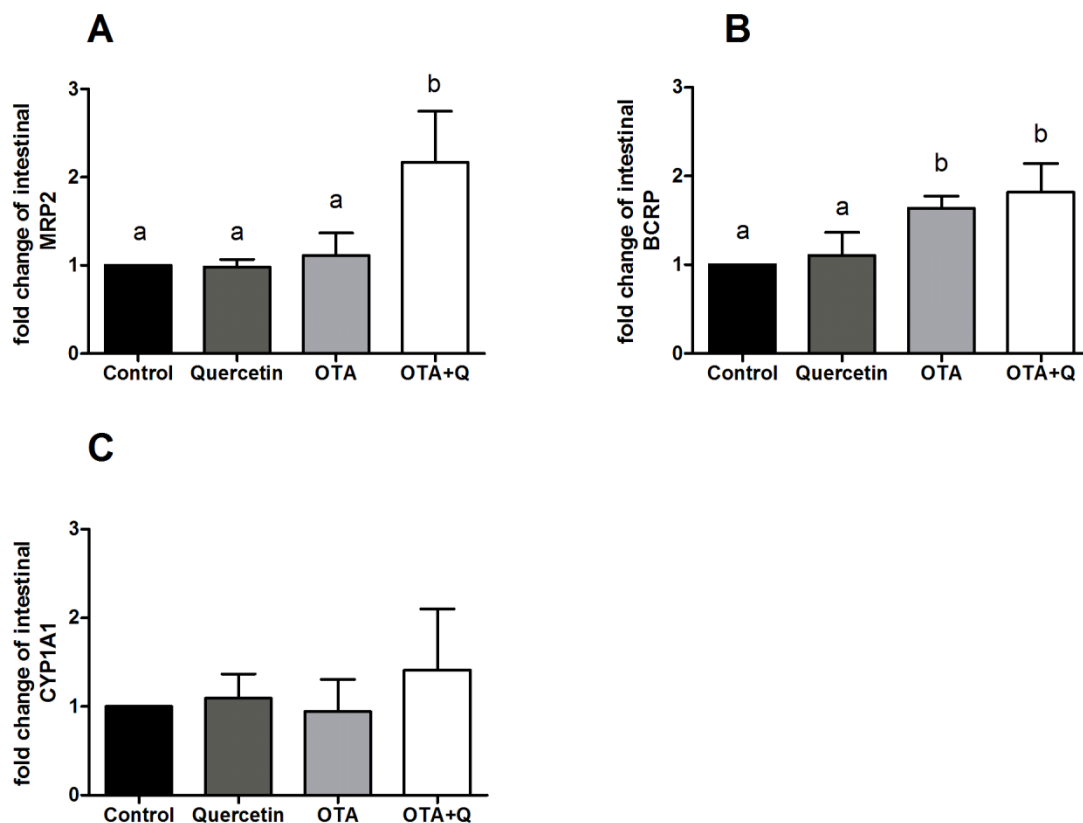 A
fold change of intestinal
MRP2
3
2
1
0
a
a
a
b
Control
Quercetin
OTA
OTA+Q
B
fold change of intestinal
BCRP
3
2
1
0
a
a
b
b
Control
Quercetin
OTA
OTA+Q
C
fold change of intestinal
CYP1A1
3
2
1
0
Control
Quercetin
OTA
OTA+Q